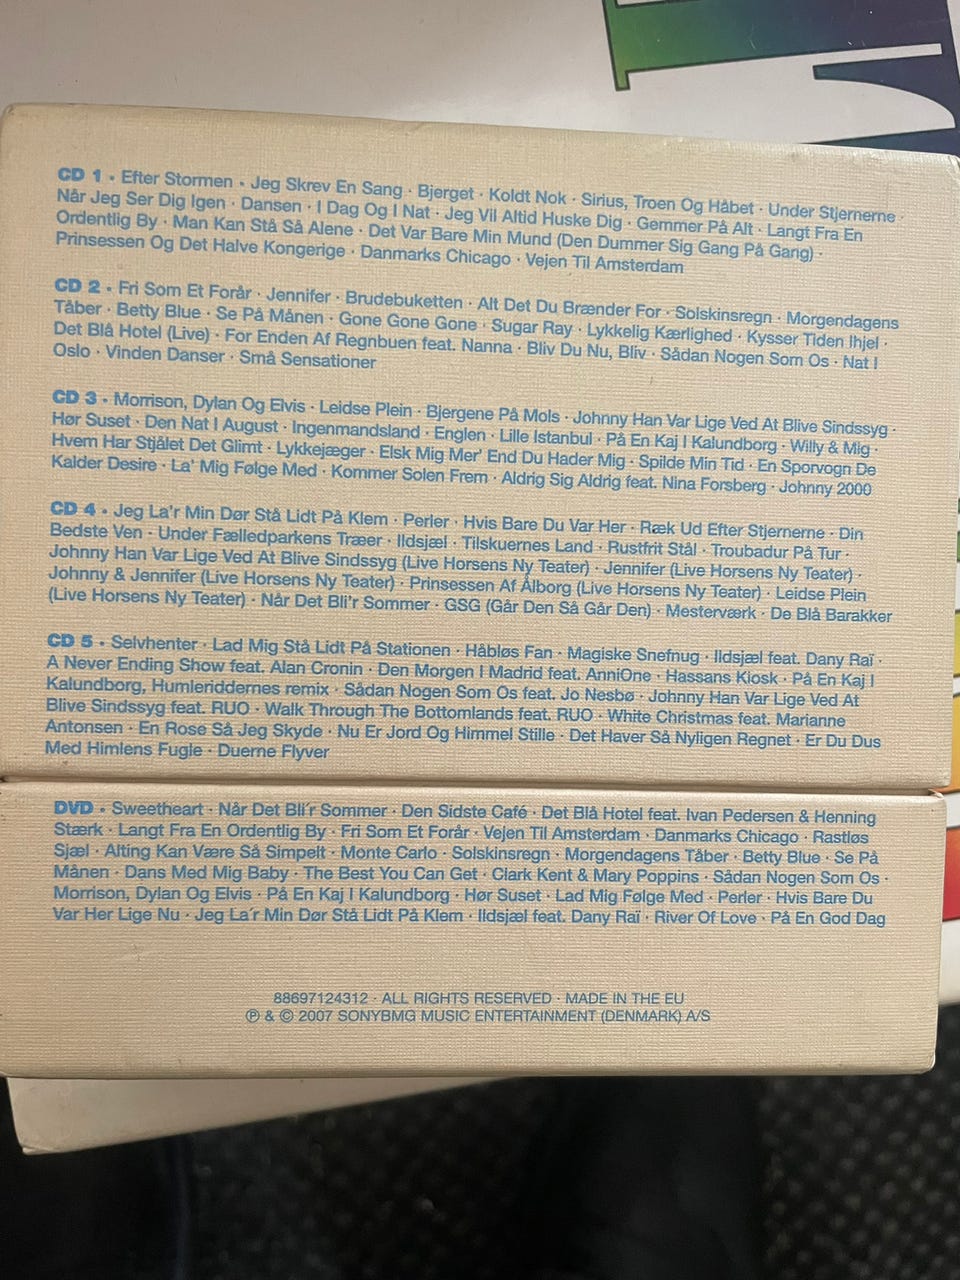 CD 1 · Efter Stormen · Jeg Skrev En Sang · Bjerget · Koldt Nok · Sirius, Troen Og Håbet · Under Stjernerne ·
Når Jeg Ser Dig Igen · Dansen · I Dag Og I Nat · Jeg Vil Altid Huske Dig · Gemmer På Alt · Langt Fra En
Ordentlig By · Man Kan Stå Så Alene · Det Var Bare Min Mund (Den Dummer Sig Gang På Gang) ·
Prinsessen Og Det Halve Kongerige · Danmarks Chicago · Vejen Til Amsterdam
CD 2 · Fri Som Et Forår · Jennifer · Brudebuketten · Alt Det Du Brænder For · Solskinsregn · Morgendagens
Tåber · Betty Blue · Se På Månen · Gone Gone Gone · Sugar Ray · Lykkelig Kærlighed · Kysser Tiden Ihjel ·
Det Blå Hotel (Live) · For Enden Af Regnbuen feat. Nanna · Bliv Du Nu, Bliv · Sådan Nogen Som Os · Nat I
Oslo · Vinden Danser · Små Sensationer
CD 3 · Morrison, Dylan Og Elvis · Leidse Plein · Bjergene På Mols · Johnny Han Var Lige Ved At Blive Sindssyg ·
Hør Suset · Den Nat I August · Ingenmandsland · Englen · Lille Istanbul · På En Kaj I Kalundborg · Willy & Mig ·
Hvem Har Stjålet Det Glimt · Lykkejæger · Elsk Mig Mer' End Du Hader Mig · Spilde Min Tid · En Sporvogn De
Kalder Desire · La' Mig Følge Med · Kommer Solen Frem · Aldrig Sig Aldrig feat. Nina Forsberg · Johnny 2000
CD 4 · Jeg La'r Min Dør Stå Lidt På Klem · Perler · Hvis Bare Du Var Her · Ræk Ud Efter Stjernerne · Din
Bedste Ven · Under Fælledparkens Træer · Ildsjæl · Tilskuernes Land · Rustfrit Stål · Troubadur På Tur ·
Johnny Han Var Lige Ved At Blive Sindssyg (Live Horsens Ny Teater) · Jennifer (Live Horsens Ny Teater) ·
Johnny & Jennifer (Live Horsens Ny Teater) · Prinsessen Af Ålborg (Live Horsens Ny Teater) · Leidse Plein
(Live Horsens Ny Teater) · Når Det Bli'r Sommer · GSG (Går Den Så Går Den) · Mesterværk · De Blå Barakker
CD 5 · Selvhenter · Lad Mig Stå Lidt På Stationen · Håbløs Fan · Magiske Snefnug · Ildsjæl feat. Dany Raï ·
A Never Ending Show feat. Alan Cronin · Den Morgen I Madrid feat. AnniOne · Hassans Kiosk · På En Kaj I
Kalundborg, Humleriddernes remix · Sådan Nogen Som Os feat. Jo Nesbø · Johnny Han Var Lige Ved At
Blive Sindssyg feat. RUO · Walk Through The Bottomlands feat. RUO · White Christmas feat. Marianne
Antonsen · En Rose Så Jeg Skyde · Nu Er Jord Og Himmel Stille · Det Haver Så Nyligen Regnet · Er Du Dus
Med Himlens Fugle · Duerne Flyver
DVD · Sweetheart · Når Det Bli'r Sommer · Den Sidste Café · Det Blå Hotel feat. Ivan Pedersen & Henning
Stærk · Langt Fra En Ordentlig By · Fri Som Et Forår · Vejen Til Amsterdam · Danmarks Chicago · Rastløs
Sjæl · Alting Kan Være Så Simpelt · Monte Carlo · Solskinsregn · Morgendagens Tåber · Betty Blue · Se På
Månen · Dans Med Mig Baby · The Best You Can Get · Clark Kent & Mary Poppins · Sådan Nogen Som Os ·
Morrison, Dylan Og Elvis · På En Kaj I Kalundborg · Hør Suset · Lad Mig Følge Med · Perler · Hvis Bare Du
Var Her Lige Nu · Jeg La'r Min Dør Stå Lidt På Klem · Ildsjæl feat. Dany Raï · River Of Love · På En God Dag
88697124312 · ALL RIGHTS RESERVED · MADE IN THE EU
℗ & © 2007 SONYBMG MUSIC ENTERTAINMENT (DENMARK) A/S